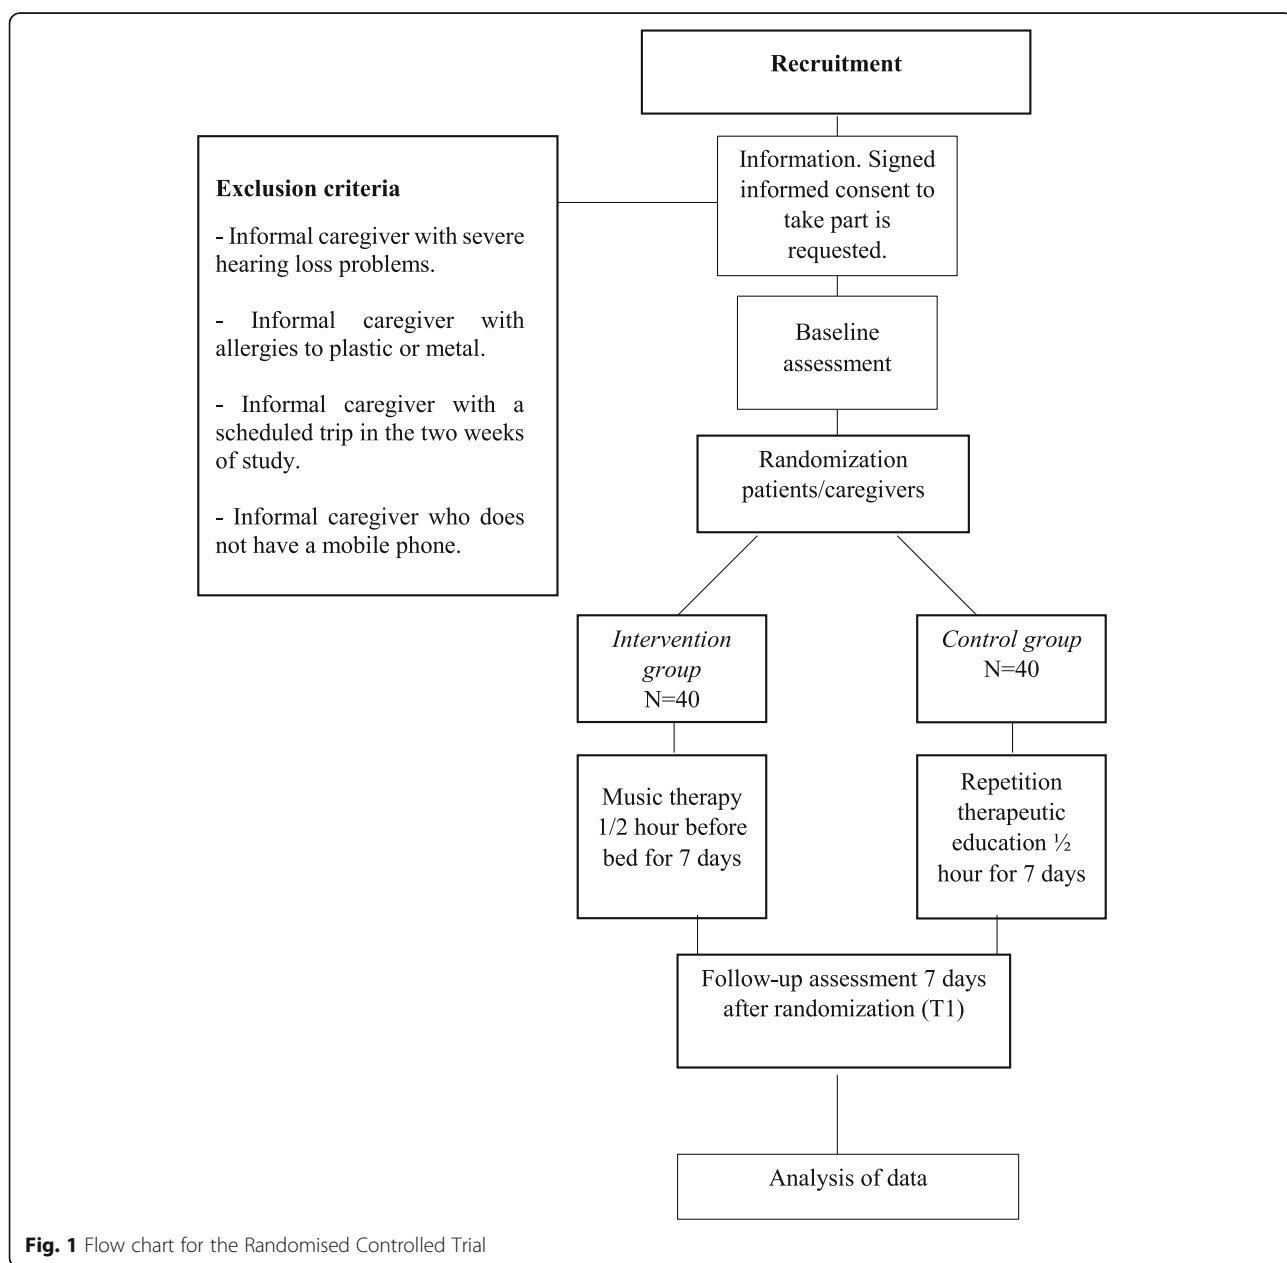 Recruitment
Information. Signed
informed consent to
take part is
requested.
Exclusion criteria
- Informal caregiver with severe
hearing loss problems.
- Informal caregiver with
allergies to plastic or metal.
- Informal caregiver with a
scheduled trip in the two weeks
of study.
- Informal caregiver who does
not have a mobile phone.
Baseline
assessment
Randomization
patients/caregivers
Intervention
group
N=40
Control group
N=40
Music therapy
1/2 hour before
bed for 7 days
Repetition
therapeutic
education ½
hour for 7 days
Follow-up assessment 7 days
after randomization (T1)
Analysis of data
Fig. 1 Flow chart for the Randomised Controlled Trial